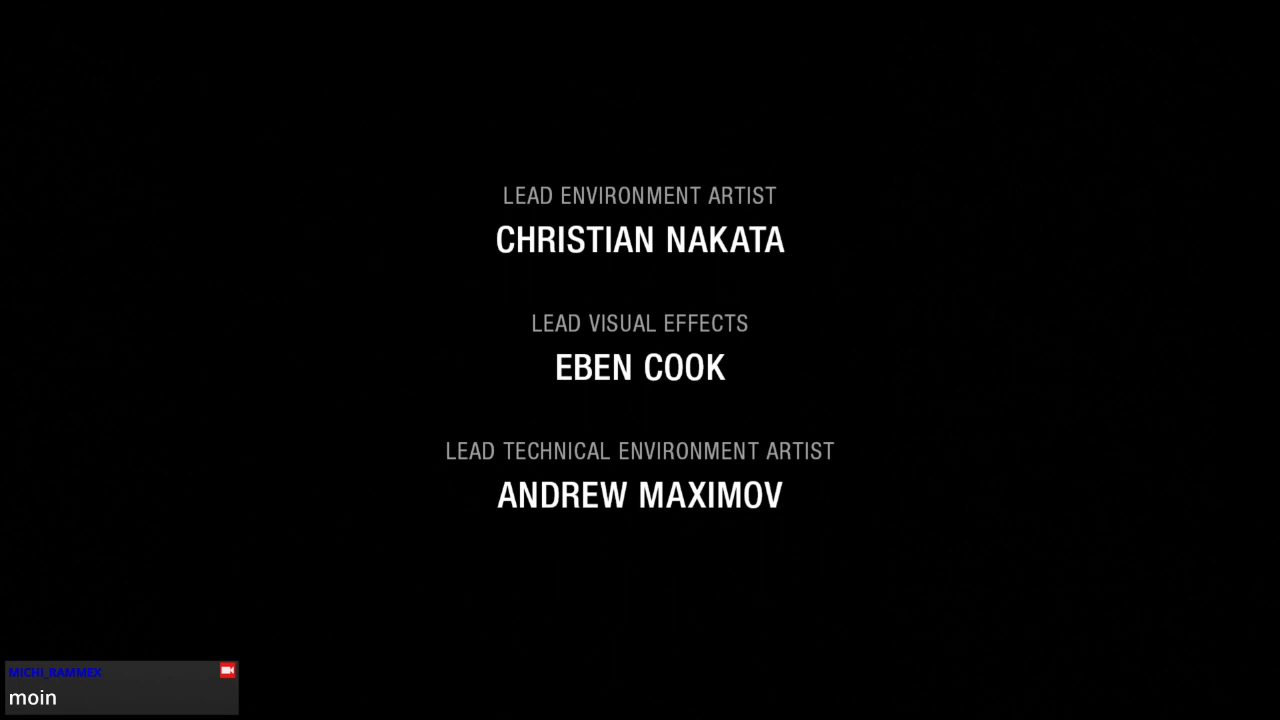 LEAD ENVIRONMENT ARTIST
CHRISTIAN NAKATA
LEAD VISUAL EFFECTS
EBEN COOK
LEAD TECHNICAL ENVIRONMENT ARTIST
ANDREW MAXIMOV
MICHI_RAMMEX
moin